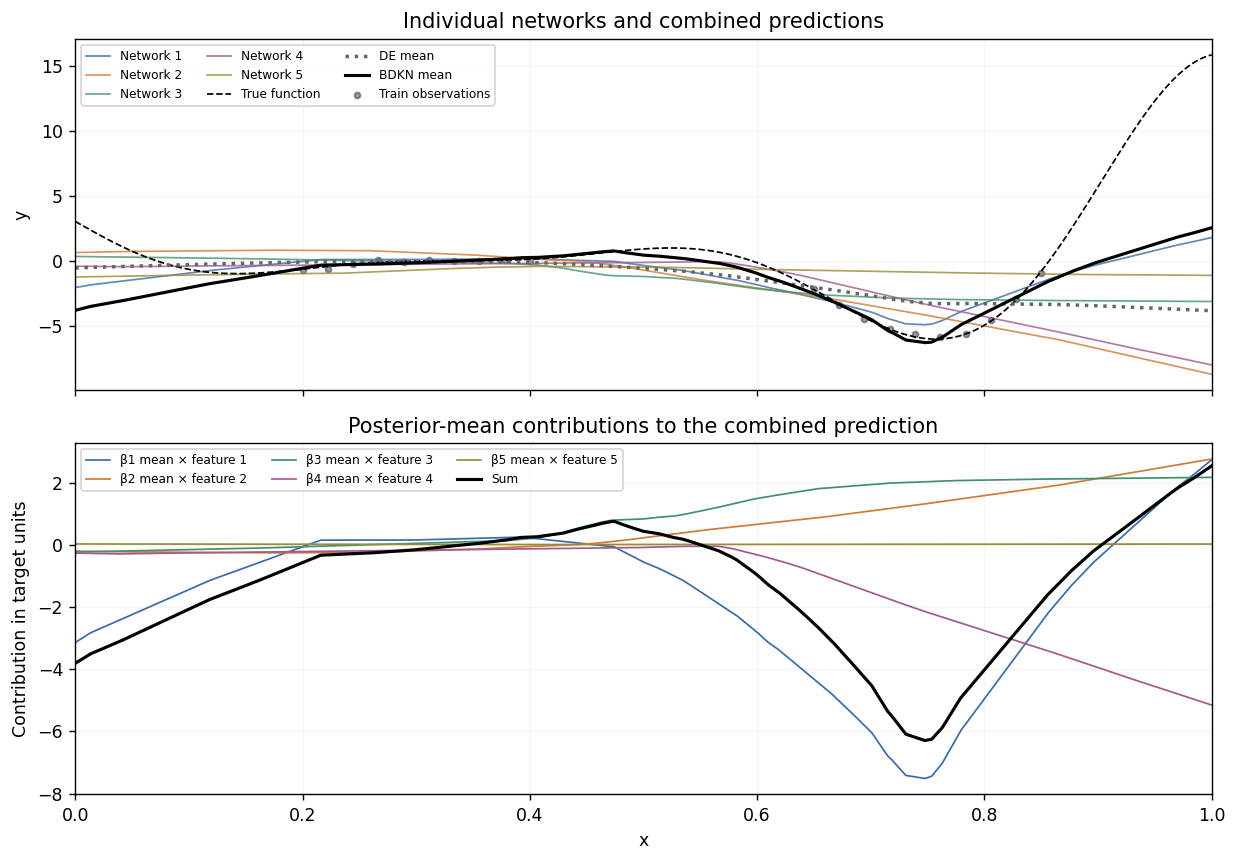 Individual networks and combined predictions
Network 1 Network 4 DE mean
Network 2 Network 5 BDKN mean
Network 3 True function Train observations
15
10
5
0
−5
y
Posterior-mean contributions to the combined prediction
β1 mean × feature 1 β3 mean × feature 3 β5 mean × feature 5
β2 mean × feature 2 β4 mean × feature 4 Sum
2
0
−2
−4
−6
−8
Contribution in target units
0.0 0.2 0.4 0.6 0.8 1.0
x